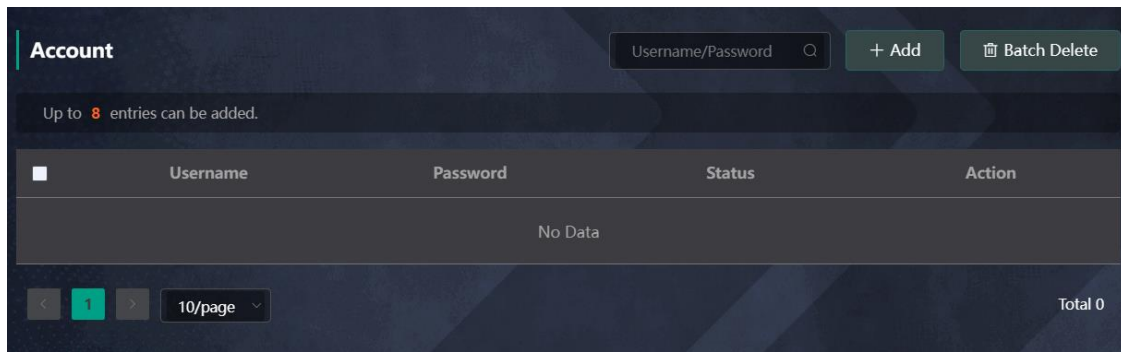 Account Username/Password + Add Batch Delete
Up to 8 entries can be added.
Username Password Status Action
No Data
< 1 > 10/page Total 0